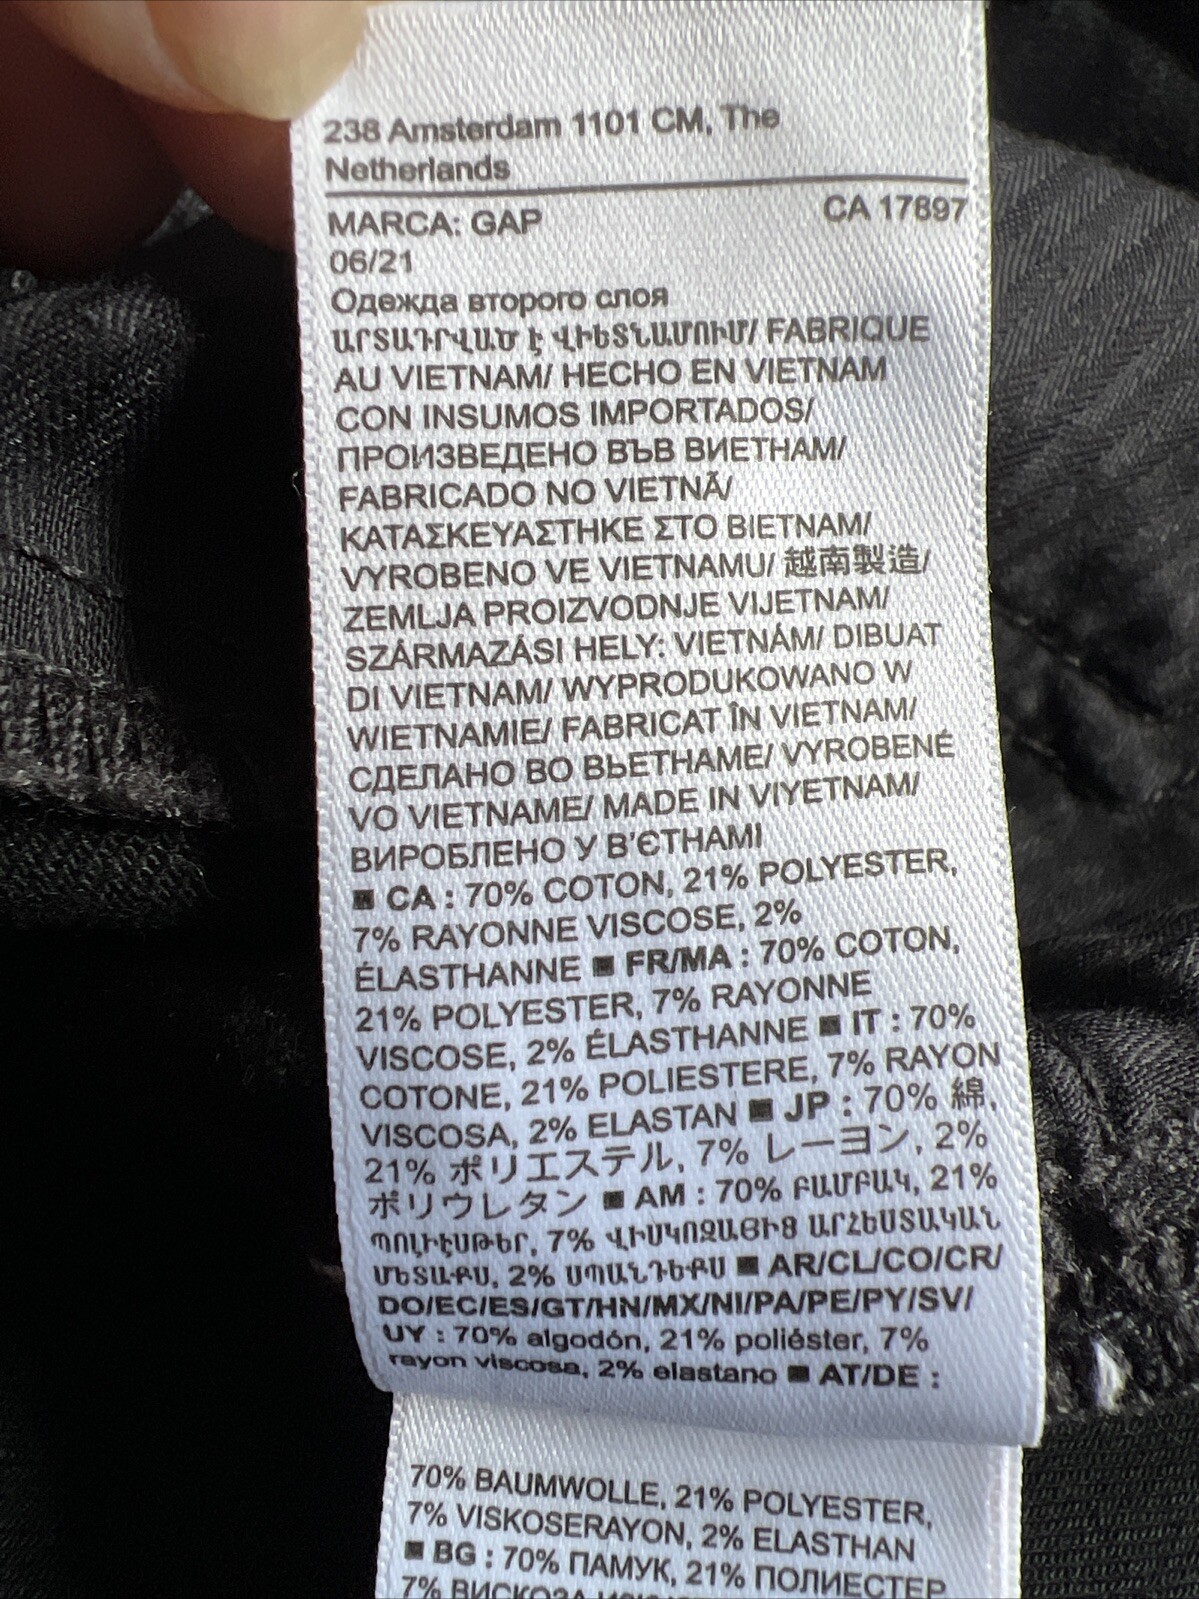 238 Amsterdam 1101 CM, The
Netherlands
MARCA: GAP
CA 17897
06/21
Одежда второго слоя
ԱՐՏԱԴՐՎԱԾ Է ՎԻԵՏՆԱՄՈՒՄ/ FABRIQUE
AU VIETNAM/ HECHO EN VIETNAM
CON INSUMOS IMPORTADOS/
ПРОИЗВЕДЕНО ВЪВ ВИЕТНАМ/
FABRICADO NO VIETNÃ/
ΚΑΤΑΣΚΕΥΑΣΤΗΚΕ ΣΤΟ ΒΙΕΤΝΑΜ/
VYROBENO VE VIETNAMU/ 越南製造/
ZEMLJA PROIZVODNJE VIJETNAM/
SZÁRMAZÁSI HELY: VIETNÁM/ DIBUAT
DI VIETNAM/ WYPRODUKOWANO W
WIETNAMIE/ FABRICAT ÎN VIETNAM/
СДЕЛАНО ВО ВЬЕТНАМЕ/ VYROBENÉ
VO VIETNAME/ MADE IN VIYETNAM/
ВИРОБЛЕНО У В'ЄТНАМІ
■ CA : 70% COTON, 21% POLYESTER,
7% RAYONNE VISCOSE, 2%
ÉLASTHANNE ■ FR/MA : 70% COTON,
21% POLYESTER, 7% RAYONNE
VISCOSE, 2% ÉLASTHANNE ■ IT : 70%
COTONE, 21% POLIESTERE, 7% RAYON
VISCOSA, 2% ELASTAN ■ JP : 70% 綿,
21% ポリエステル, 7% レーヨン, 2%
ポリウレタン ■ AM : 70% ԲԱՄԲԱԿ, 21%
ՊՈԼԻԷՍԹԵՐ, 7% ՎԻՍԿՈԶԱՅԻՑ ԱՐՀԵՍՏԱԿԱՆ
ՄԵՏԱՔՍ, 2% ՍՊԱՆԴԵՔՍ ■ AR/CL/CO/CR/
DO/EC/ES/GT/HN/MX/NI/PA/PE/PY/SV/
UY : 70% algodón, 21% poliéster, 7%
rayon viscosa, 2% elastano ■ AT/DE :
70% BAUMWOLLE, 21% POLYESTER,
7% VISKOSERAYON, 2% ELASTHAN
■ BG : 70% ПАМУК, 21% ПОЛИЕСТЕР
7% ВИСКОЗА